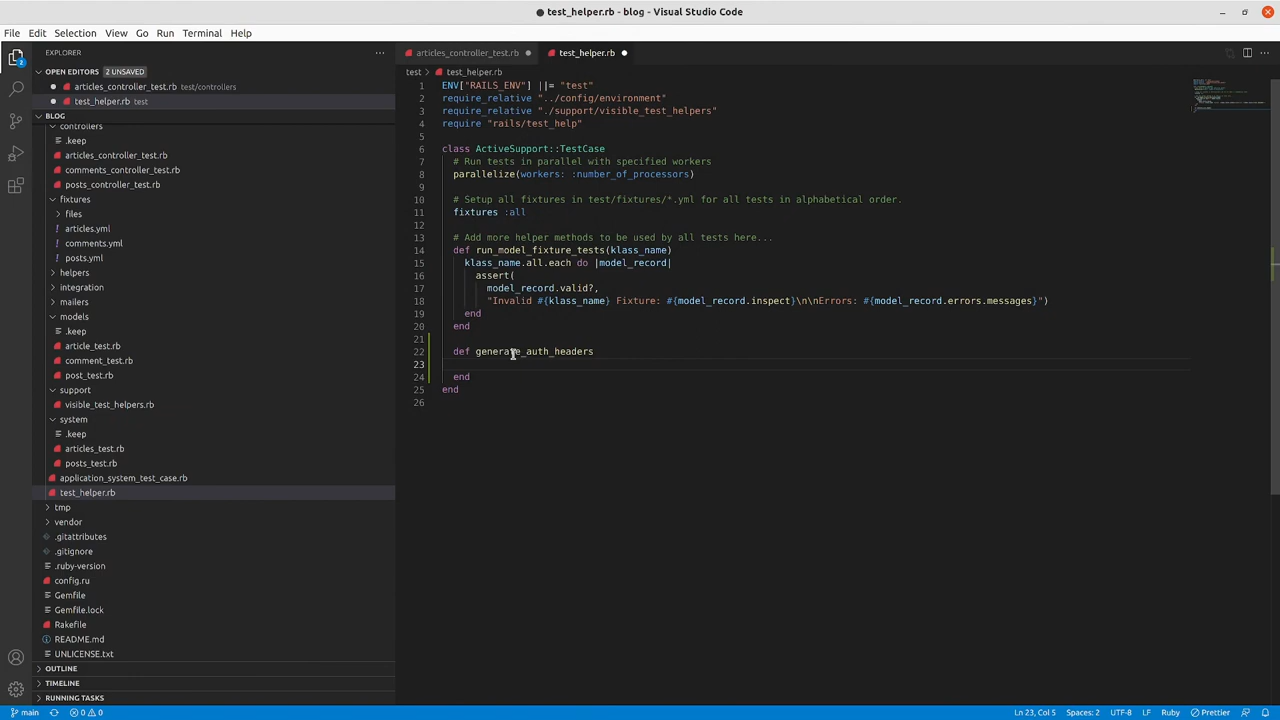 test_helper.rb - blog - Visual Studio Code
File Edit Selection View Go Run Terminal Help
EXPLORER
OPEN EDITORS 2 UNSAVED
articles_controller_test.rb test/controllers
test_helper.rb test
BLOG
controllers
.keep
articles_controller_test.rb
comments_controller_test.rb
posts_controller_test.rb
fixtures
files
articles.yml
comments.yml
posts.yml
helpers
integration
mailers
models
.keep
article_test.rb
comment_test.rb
post_test.rb
support
visible_test_helpers.rb
system
.keep
articles_test.rb
posts_test.rb
application_system_test_case.rb
test_helper.rb
tmp
vendor
.gitattributes
.gitignore
.ruby-version
config.ru
Gemfile
Gemfile.lock
Rakefile
README.md
UNLICENSE.txt
OUTLINE
TIMELINE
RUNNING TASKS
2
articles_controller_test.rb test_helper.rb
test > test_helper.rb
1 ENV["RAILS_ENV"] ||= "test"
2 require_relative "../config/environment"
3 require_relative "./support/visible_test_helpers"
4 require "rails/test_help"
5
6 class ActiveSupport::TestCase
7 # Run tests in parallel with specified workers
8 parallelize(workers: :number_of_processors)
9
10 # Setup all fixtures in test/fixtures/*.yml for all tests in alphabetical order.
11 fixtures :all
12
13 # Add more helper methods to be used by all tests here...
14 def run_model_fixture_tests(klass_name)
15 klass_name.all.each do |model_record|
16 assert(
17 model_record.valid?,
18 "Invalid #{klass_name} Fixture: #{model_record.inspect}\n\nErrors: #{model_record.errors.messages}")
19 end
20 end
21
22 def generate_auth_headers
23
24 end
25 end
26
main 0 0 Ln 23, Col 5 Spaces: 2 UTF-8 LF Ruby Prettier